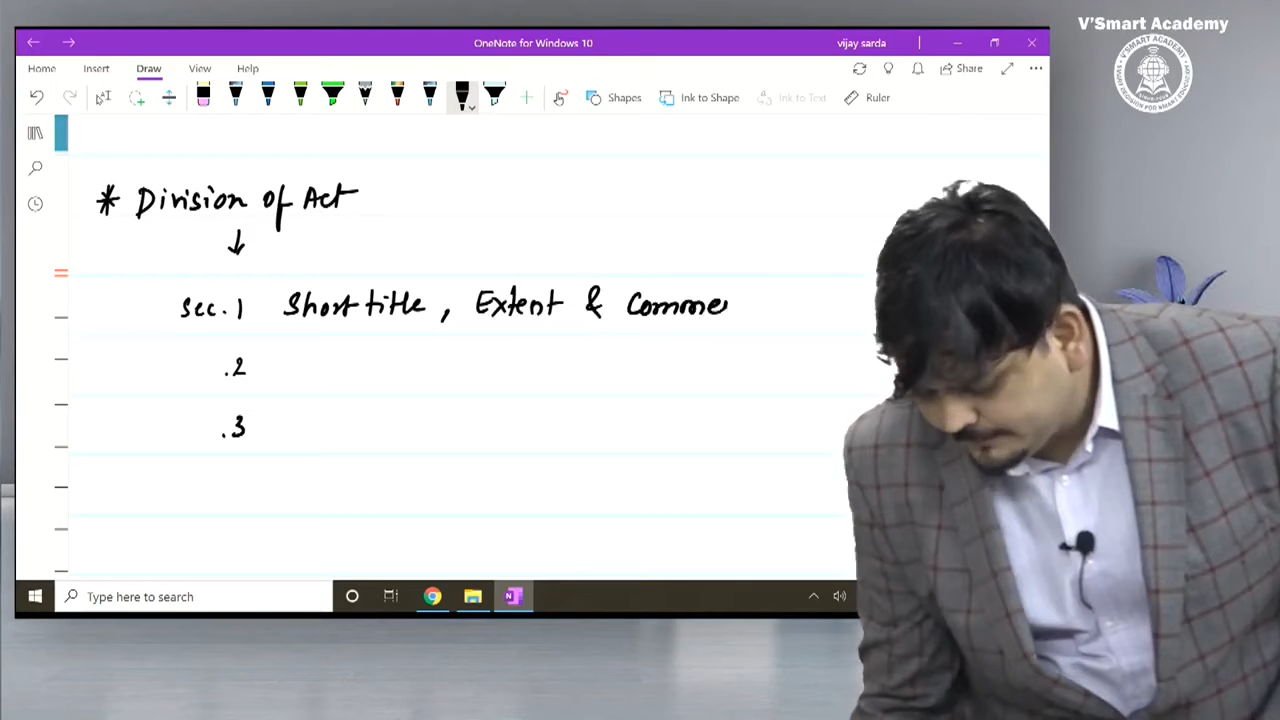 V'Smart Academy
OneNote for Windows 10
vijay sarda
Home Insert Draw View Help
Share
Shapes Ink to Shape Ink to Text Ruler
* Division of Act
Sec. 1 Short title, Extent & Comme
.2
.3
Type here to search